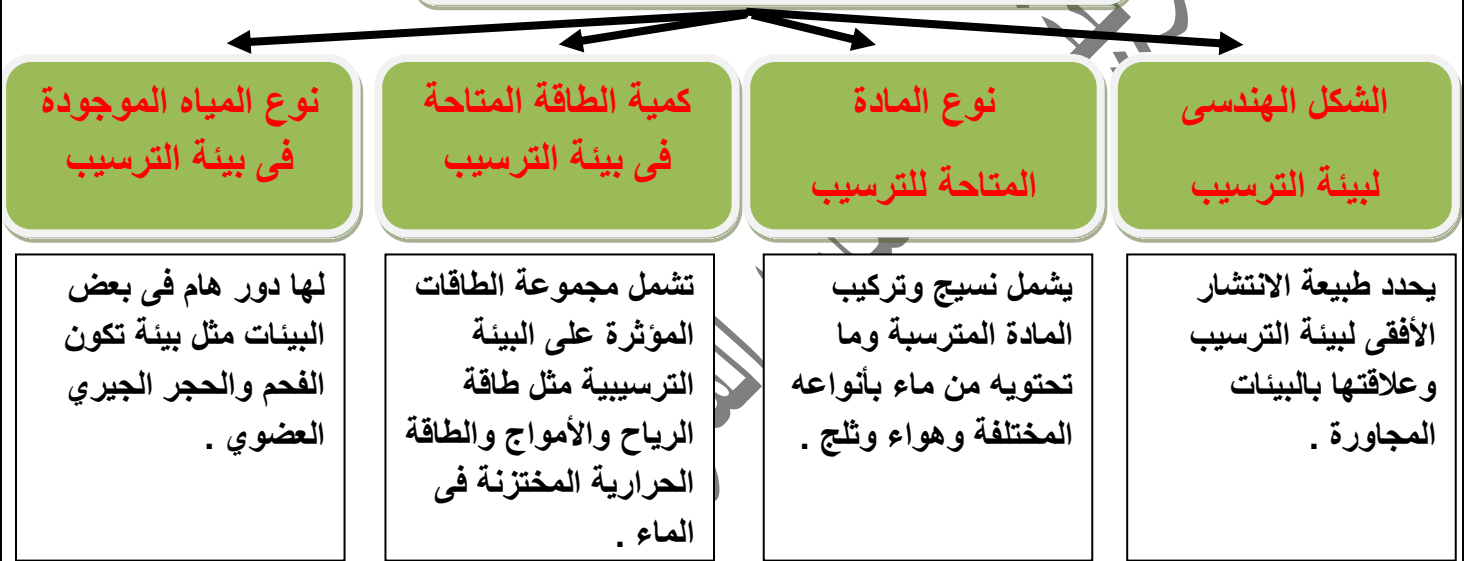 الشكل الهندسى
لبيئة الترسيب
يحدد طبيعة الانتشار
الأفقى لبيئة الترسيب
وعلاقتها بالبيئات
المجاورة .
نوع المادة
المتاحة للترسيب
يشمل نسيج وتركيب
المادة المترسبة وما
تحتويه من ماء بأنواعه
المختلفة وهواء وثلج .
كمية الطاقة المتاحة
فى بيئة الترسيب
تشمل مجموعة الطاقات
المؤثرة على البيئة
الترسيبية مثل طاقة
الرياح والأمواج والطاقة
الحرارية المختزنة فى
الماء .
نوع المياه الموجودة
فى بيئة الترسيب
لها دور هام فى بعض
البيئات مثل بيئة تكون
الفحم والحجر الجيري
العضوي .